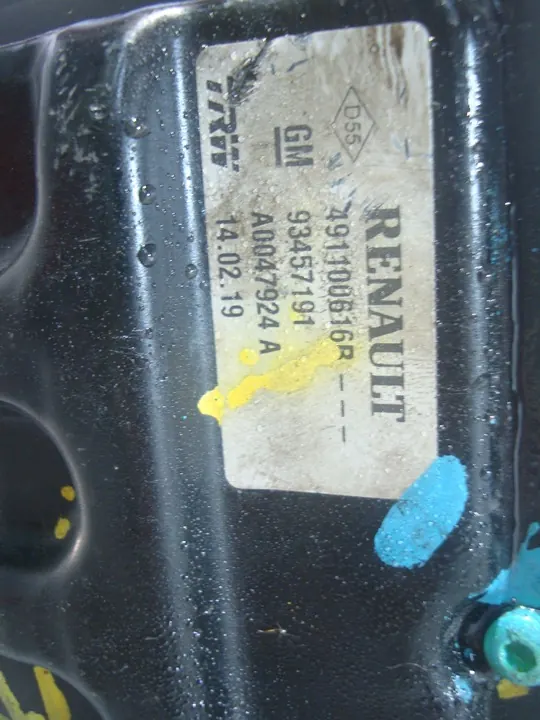 RENAULT
D55
491100616R - - -
GM
93457191
TRW
A0047924 A
14.02.19